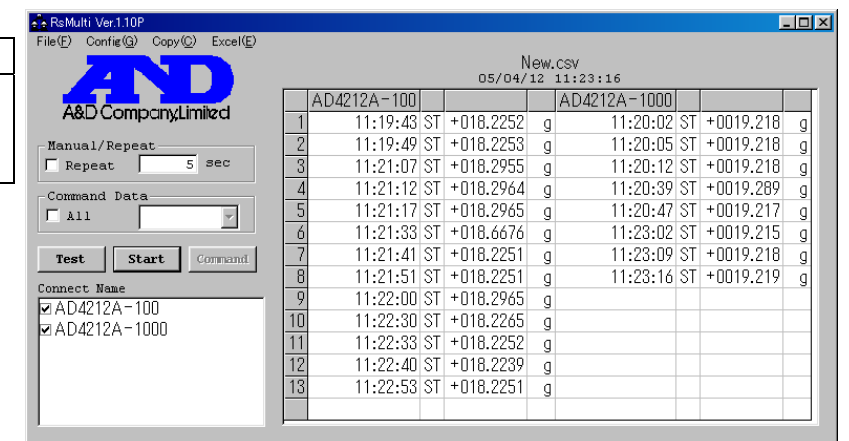 RsMulti Ver.1.10P
File(F) Config(G) Copy(C) Excel(E)
AND
A&D Company,Limited
Manual/Repeat
Repeat 5 sec
Command Data
All
Test Start Command
Connect Name
AD4212A-100
AD4212A-1000
New.csv
05/04/12 11:23:16
AD4212A-100 AD4212A-1000
1 11:19:43 ST +018.2252 g 11:20:02 ST +0019.218 g
2 11:19:49 ST +018.2253 g 11:20:05 ST +0019.218 g
3 11:21:07 ST +018.2955 g 11:20:12 ST +0019.218 g
4 11:21:12 ST +018.2964 g 11:20:39 ST +0019.289 g
5 11:21:17 ST +018.2965 g 11:20:47 ST +0019.217 g
6 11:21:33 ST +018.6676 g 11:23:02 ST +0019.215 g
7 11:21:41 ST +018.2251 g 11:23:09 ST +0019.218 g
8 11:21:51 ST +018.2251 g 11:23:16 ST +0019.219 g
9 11:22:00 ST +018.2965 g
10 11:22:30 ST +018.2265 g
11 11:22:33 ST +018.2252 g
12 11:22:40 ST +018.2239 g
13 11:22:53 ST +018.2251 g